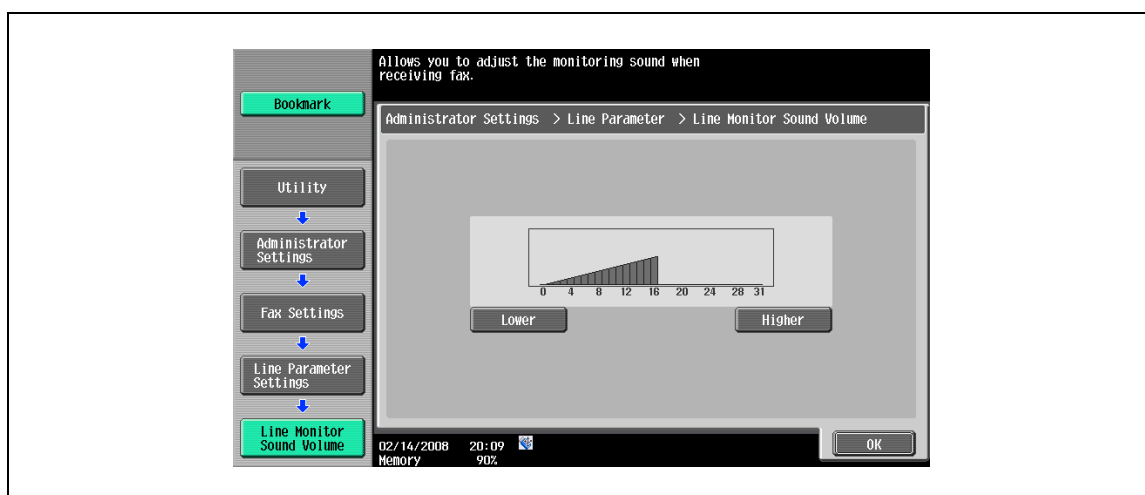 Allows you to adjust the monitoring sound when
receiving fax.
Bookmark
Administrator Settings > Line Parameter > Line Monitor Sound Volume
Utility
Administrator
Settings
Fax Settings
Line Parameter
Settings
Line Monitor
Sound Volume
0 4 8 12 16 20 24 28 31
Lower
Higher
02/14/2008 20:09
Memory 90%
OK